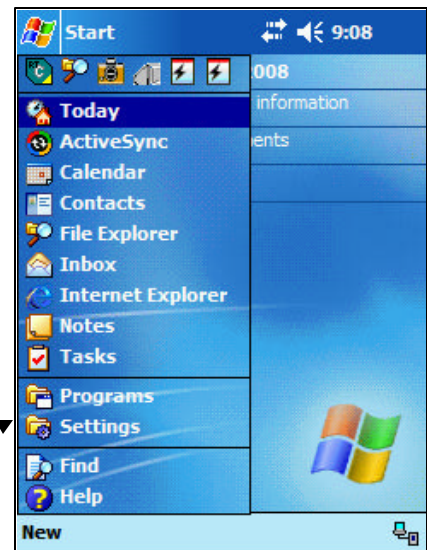 Start 9:08
008
Today
information
ActiveSync
ents
Calendar
Contacts
File Explorer
Inbox
Internet Explorer
Notes
Tasks
Programs
Settings
Find
Help
New